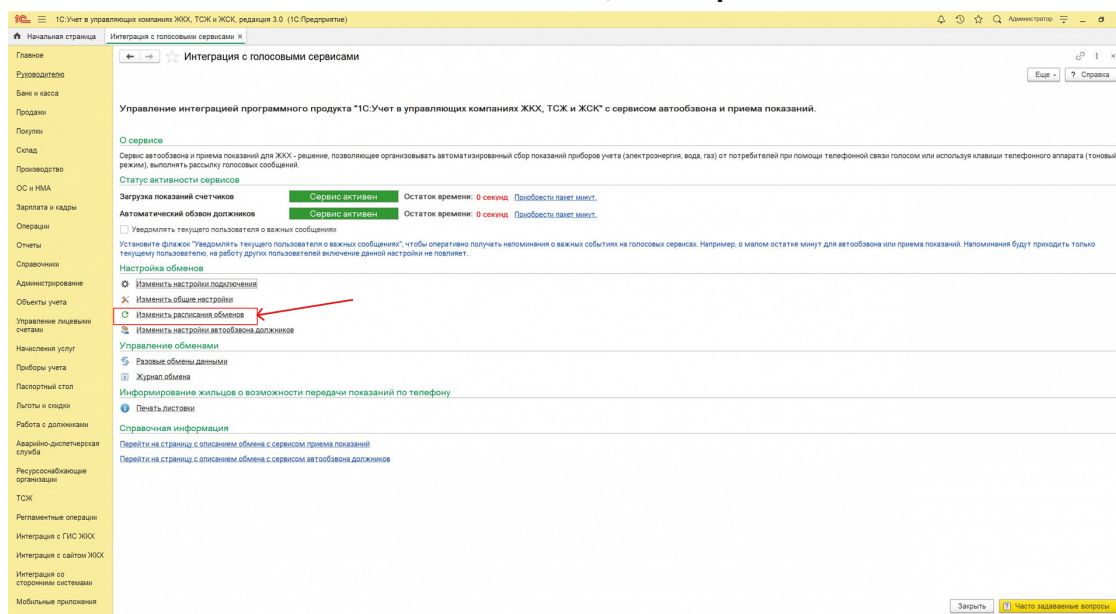 1С:Учет в управляющих компаниях ЖКХ, ТСЖ и ЖСК, редакция 3.0 (1С:Предприятие)
Администратор
Начальная страница
Интеграция с голосовыми сервисами ×
Главное
Руководителю
Банк и касса
Продажи
Покупки
Склад
Производство
ОС и НМА
Зарплата и кадры
Операции
Отчеты
Справочники
Администрирование
Объекты учета
Управление лицевыми
счетами
Начисления услуг
Приборы учета
Паспортный стол
Льготы и скидки
Работа с должниками
Аварийно-диспетчерская
служба
Ресурсоснабжающие
организации
ТСЖ
Регламентные операции
Интеграция с ГИС ЖКХ
Интеграция с сайтом ЖКХ
Интеграция со
сторонними системами
Мобильные приложения
Интеграция с голосовыми сервисами
Еще
? Справка
Управление интеграцией программного продукта "1С:Учет в управляющих компаниях ЖКХ, ТСЖ и ЖСК" с сервисом автообзвона и приема показаний.
О сервисе
Сервис автообзвона и приема показаний для ЖКХ - решение, позволяющее организовывать автоматизированный сбор показаний приборов учета (электроэнергия, вода, газ) от потребителей при помощи телефонной связи голосом или используя клавиши телефонного аппарата (тоновый
режим), выполнять рассылку голосовых сообщений.
Статус активности сервисов
Загрузка показаний счетчиков Сервис активен Остаток времени: 0 секунд Приобрести пакет минут.
Автоматический обзвон должников Сервис активен Остаток времени: 0 секунд Приобрести пакет минут.
Уведомлять текущего пользователя о важных сообщениях
Установите флажок "Уведомлять текущего пользователя о важных сообщениях", чтобы оперативно получать напоминания о важных событиях на голосовых сервисах. Например, о малом остатке минут для автообзвона или приема показаний. Напоминания будут приходить только
текущему пользователю, на работу других пользователей включение данной настройки не повлияет.
Настройка обменов
Изменить настройки подключения
Изменить общие настройки
Изменить расписания обменов
Изменить настройки автообзвона должников
Управление обменами
Разовые обмены данными
Журнал обмена
Информирование жильцов о возможности передачи показаний по телефону
Печать листовки
Справочная информация
Перейти на страницу с описанием обмена с сервисом приема показаний
Перейти на страницу с описанием обмена с сервисом автообзвона должников
Закрыть
? Часто задаваемые вопросы